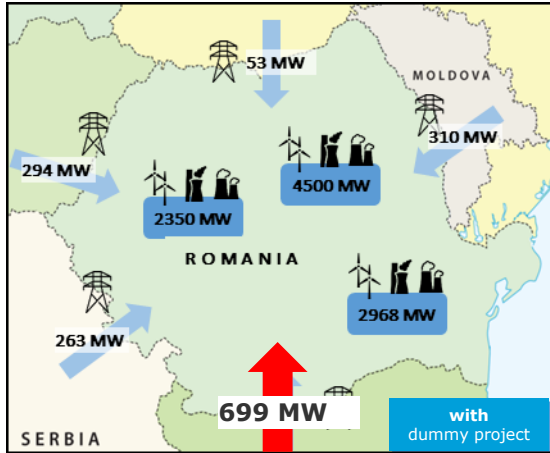 53 MW
MOLDOVA
310 MW
294 MW
4500 MW
2350 MW
ROMANIA
2968 MW
263 MW
699 MW
with
dummy project
SERBIA